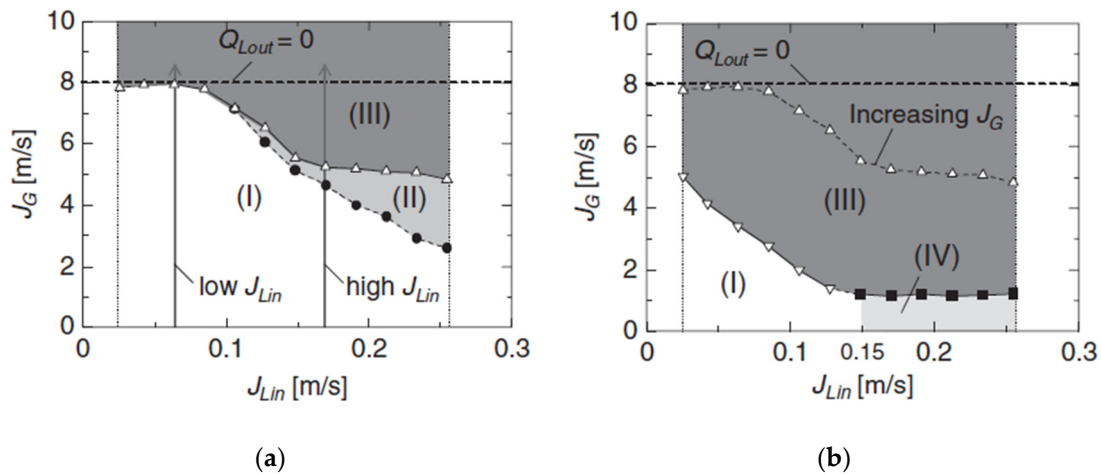 10
8
6
4
2
0
J_G [m/s]
Q_Lout = 0
(III)
(I)
(II)
low J_Lin
high J_Lin
0 0.1 0.2 0.3
J_Lin [m/s]
(a)
10
8
6
4
2
0
J_G [m/s]
Q_Lout = 0
Increasing J_G
(III)
(IV)
(I)
0 0.1 0.15 0.2 0.3
J_Lin [m/s]
(b)